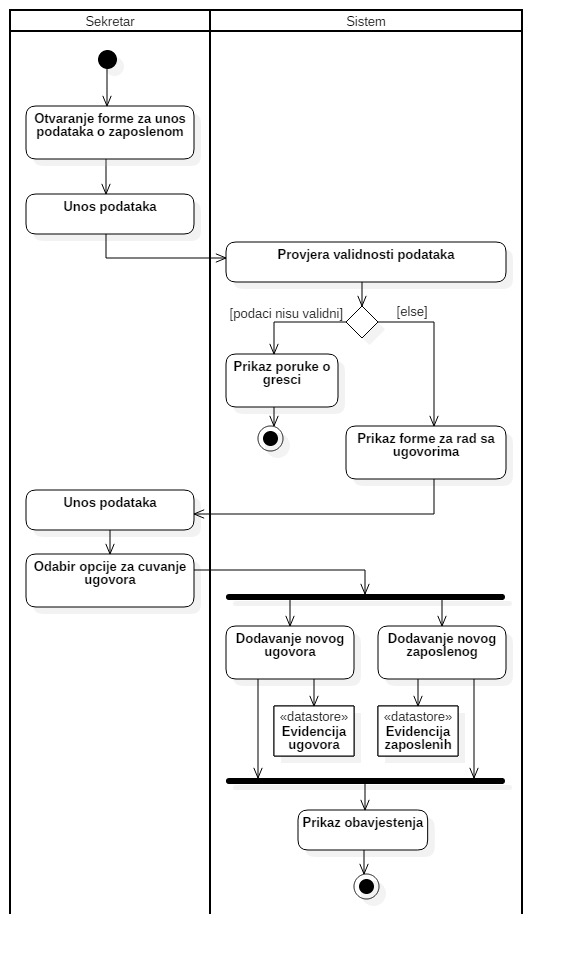 Sekretar
Sistem
Otvaranje forme za unos
podataka o zaposlenom
Unos podataka
Provjera validnosti podataka
[podaci nisu validni]
[else]
Prikaz poruke o
gresci
Prikaz forme za rad sa
ugovorima
Unos podataka
Odabir opcije za cuvanje
ugovora
Dodavanje novog
ugovora
Dodavanje novog
zaposlenog
«datastore»
Evidencija
ugovora
«datastore»
Evidencija
zaposlenih
Prikaz obavjestenja